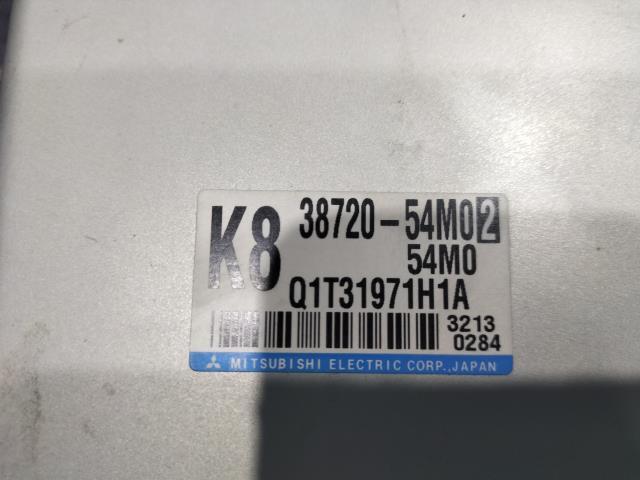 K8 38720-54M02
54M0
Q1T31971H1A
3213
0284
MITSUBISHI ELECTRIC CORP.,JAPAN